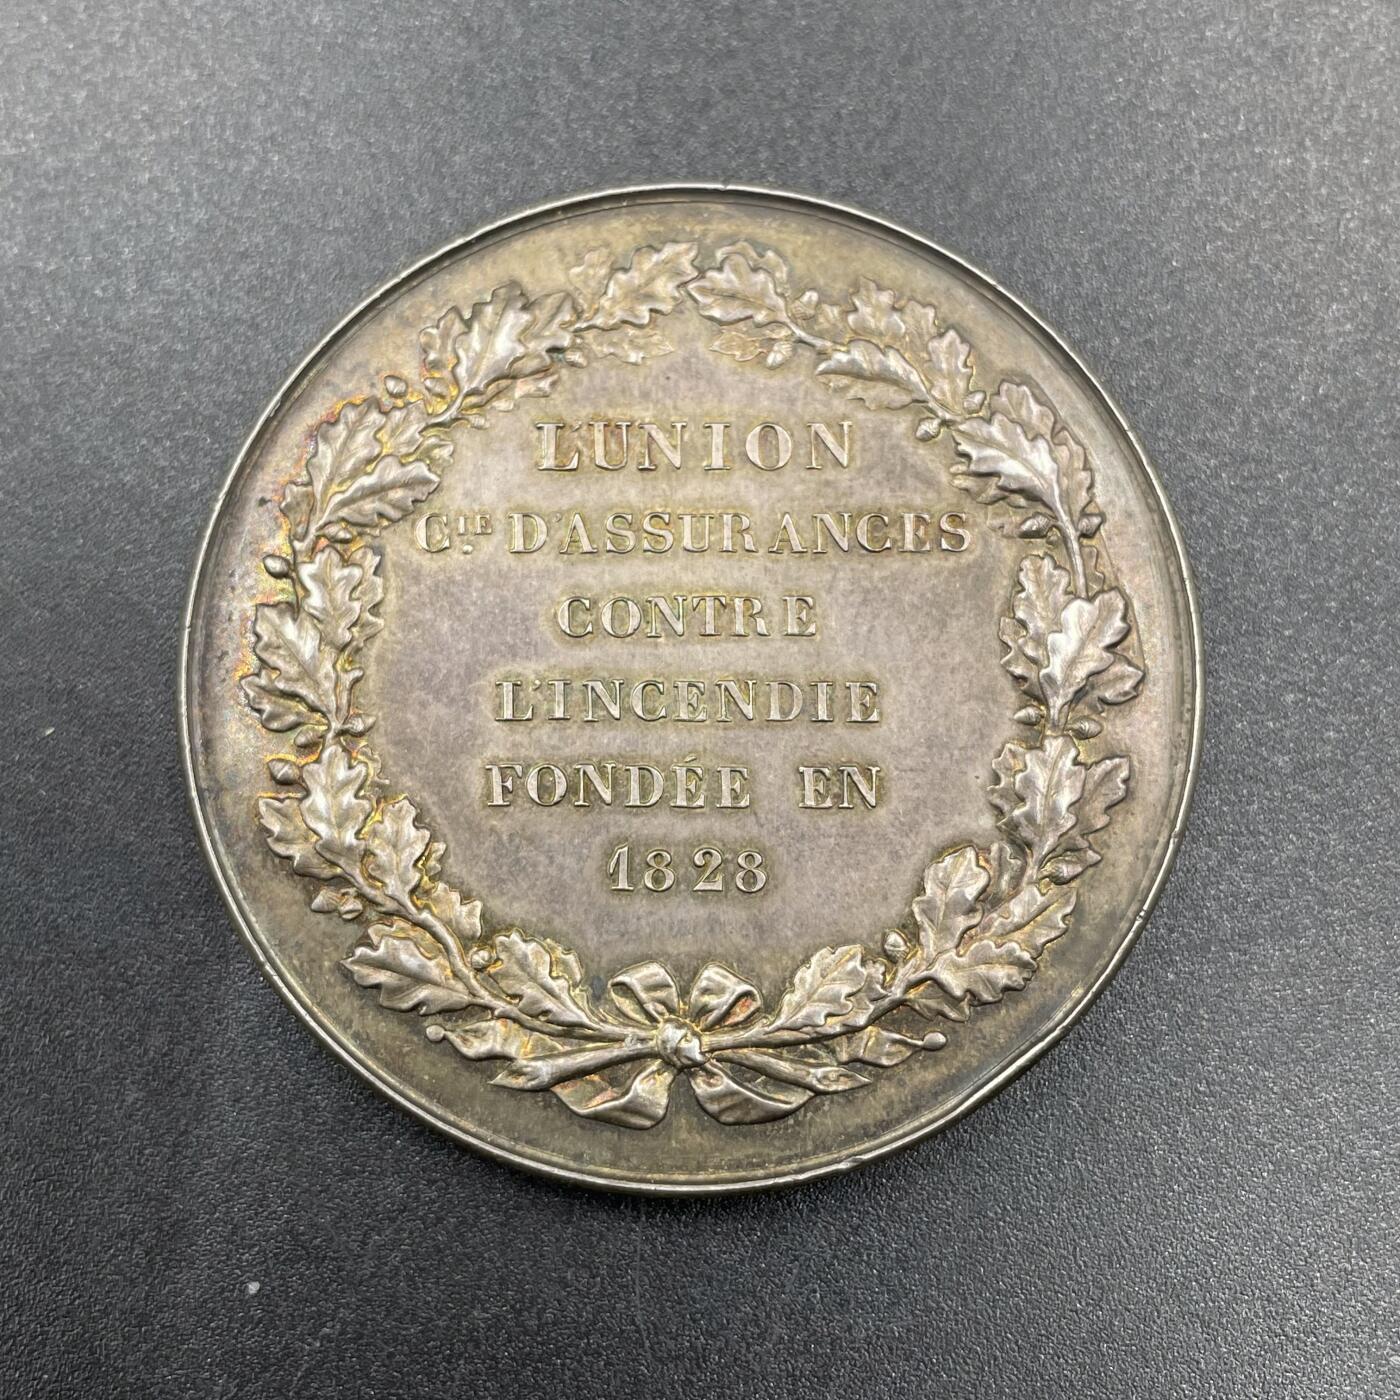 L'UNION
CIE D'ASSURANCES
CONTRE
L'INCENDIE
FONDÉE EN
1828